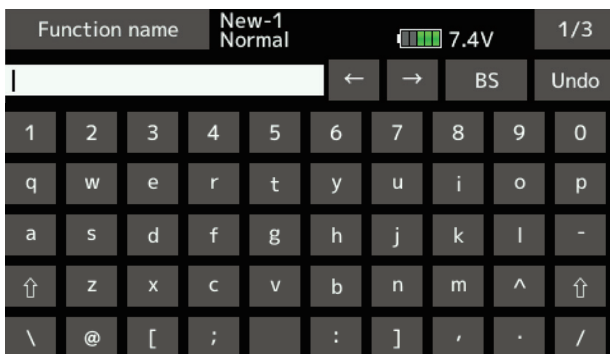 Function name New-1 7.4V 1/3
Normal
← → BS Undo
1 2 3 4 5 6 7 8 9 0
q w e r t y u i o p
a s d f g h j k l -
⇧ z x c v b n m ^ ⇧
\ @ [ ; : ] , . /